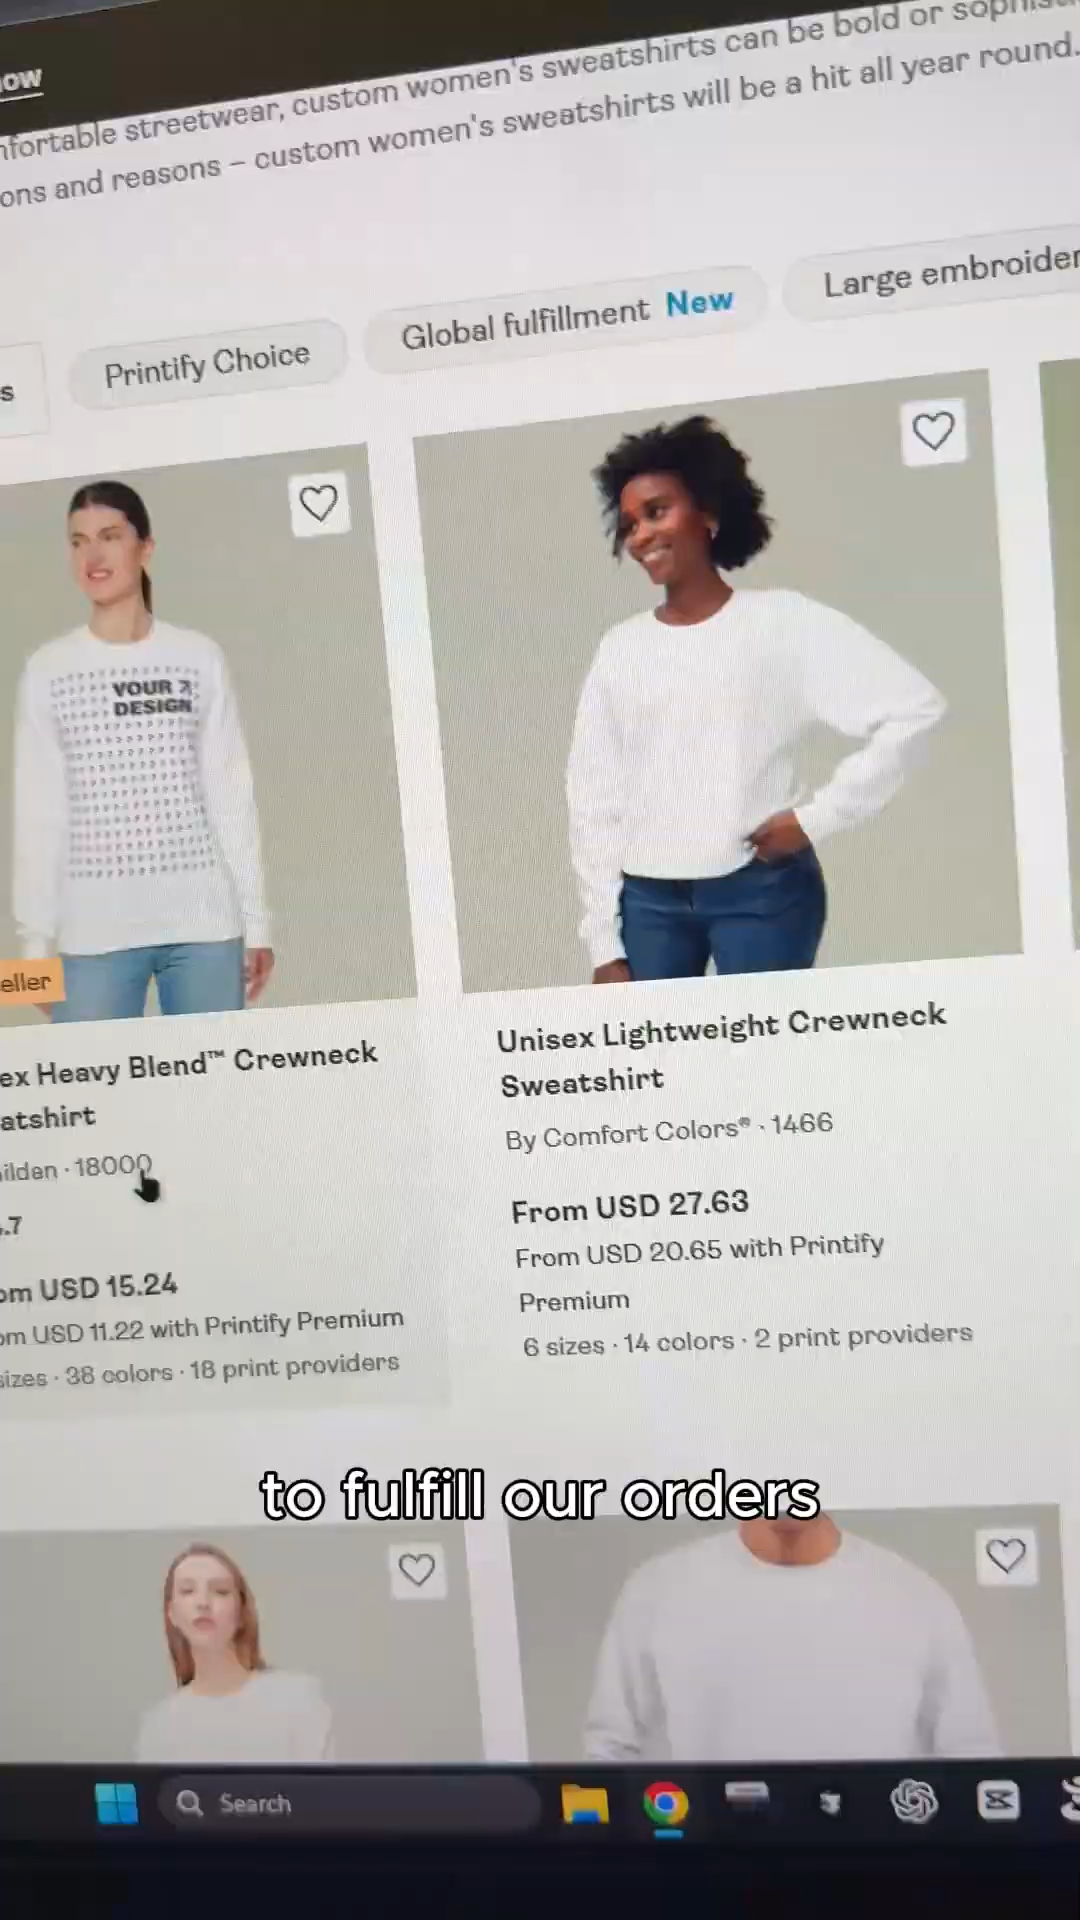 now
nfortable streetwear, custom women's sweatshirts can be bold or
ons and reasons – custom women's sweatshirts will be a hit all year round.
s
Printify Choice
Global fulfillment New
Large embroider
YOUR
DESIGN
eller
ex Heavy Blend™ Crewneck
atshirt
ildan · 18000
.7
om USD 15.24
om USD 11.22 with Printify Premium
sizes · 38 colors · 18 print providers
Unisex Lightweight Crewneck
Sweatshirt
By Comfort Colors® · 1466
From USD 27.63
From USD 20.65 with Printify
Premium
6 sizes · 14 colors · 2 print providers
to fulfill our orders
Search